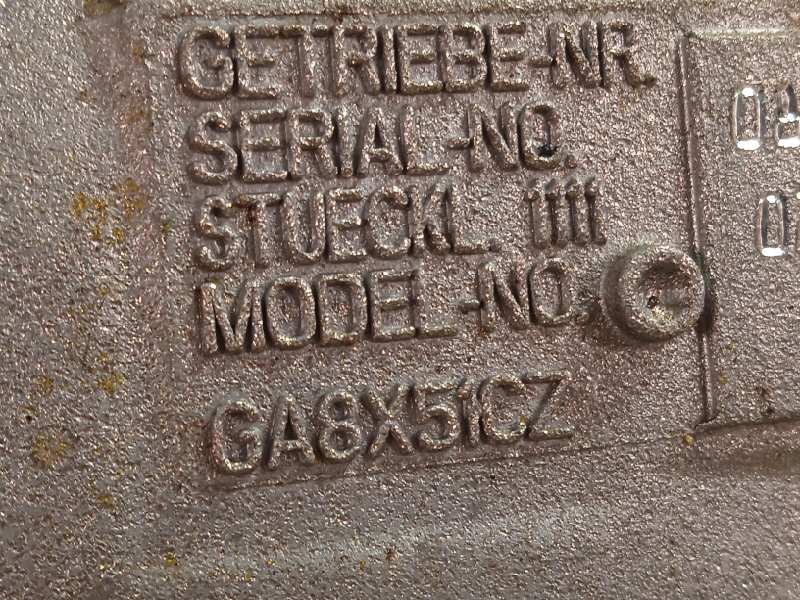 GETRIEBE-NR.
SERIAL-NO.
STUECKL.
MODEL-NO.
GA8X51CZ